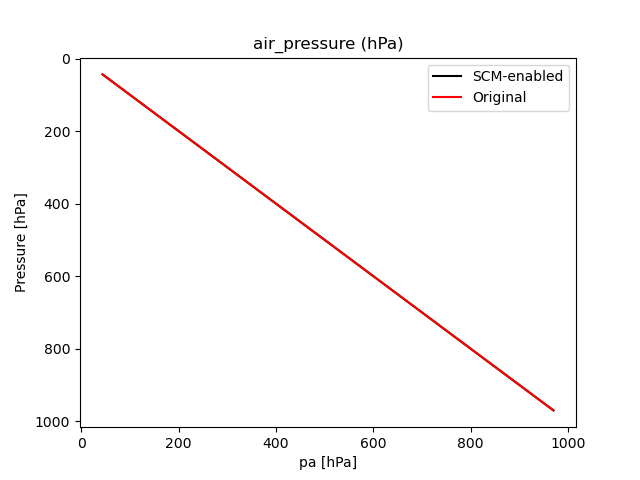 air_pressure (hPa)
SCM-enabled
Original
Pressure [hPa]
0
200
400
600
800
1000
0 200 400 600 800 1000
pa [hPa]